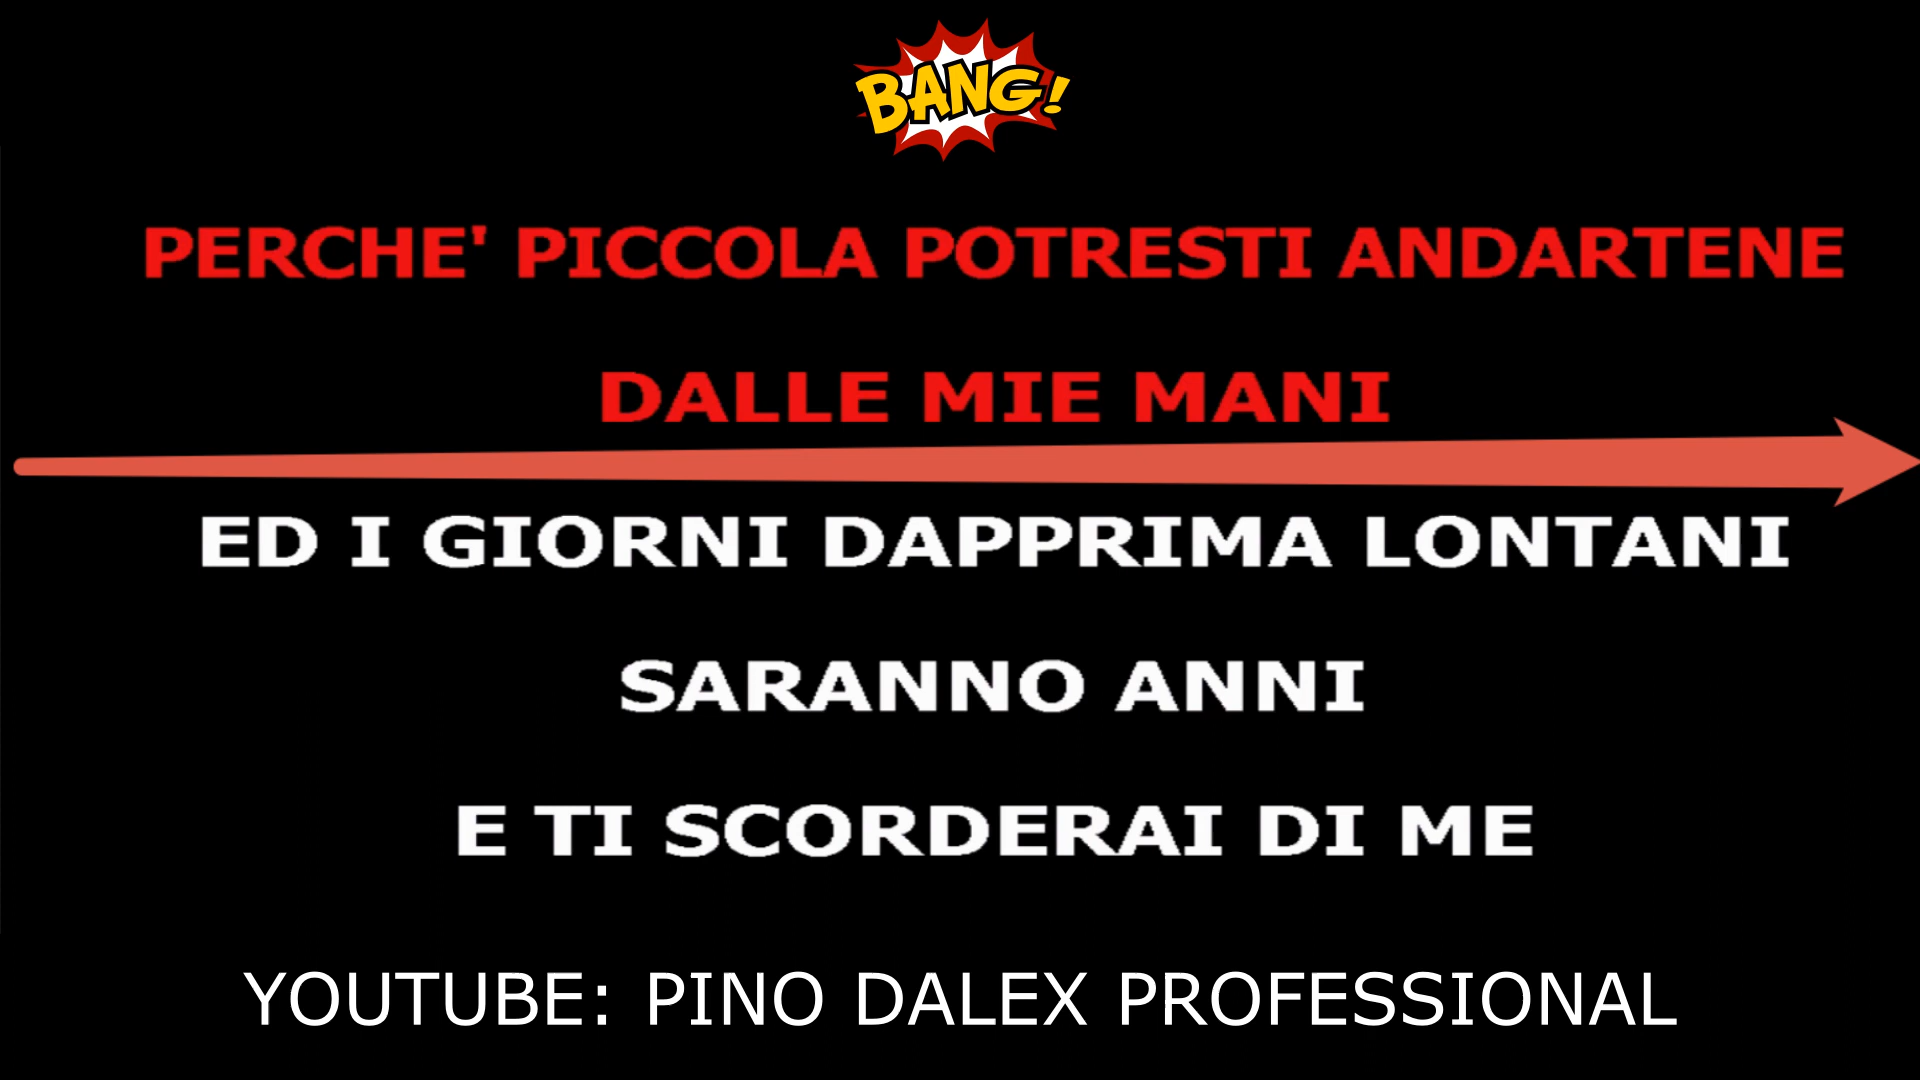 BANG!
PERCHE' PICCOLA POTRESTI ANDARTENE
DALLE MIE MANI
ED I GIORNI DAPPRIMA LONTANI
SARANNO ANNI
E TI SCORDERAI DI ME
YOUTUBE: PINO DALEX PROFESSIONAL